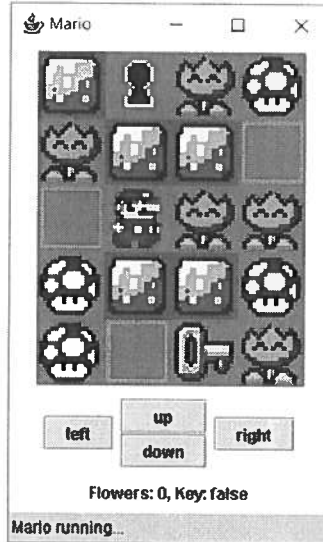 Mario
up
left
right
down
Flowers: 0, Key: false
Mario running...